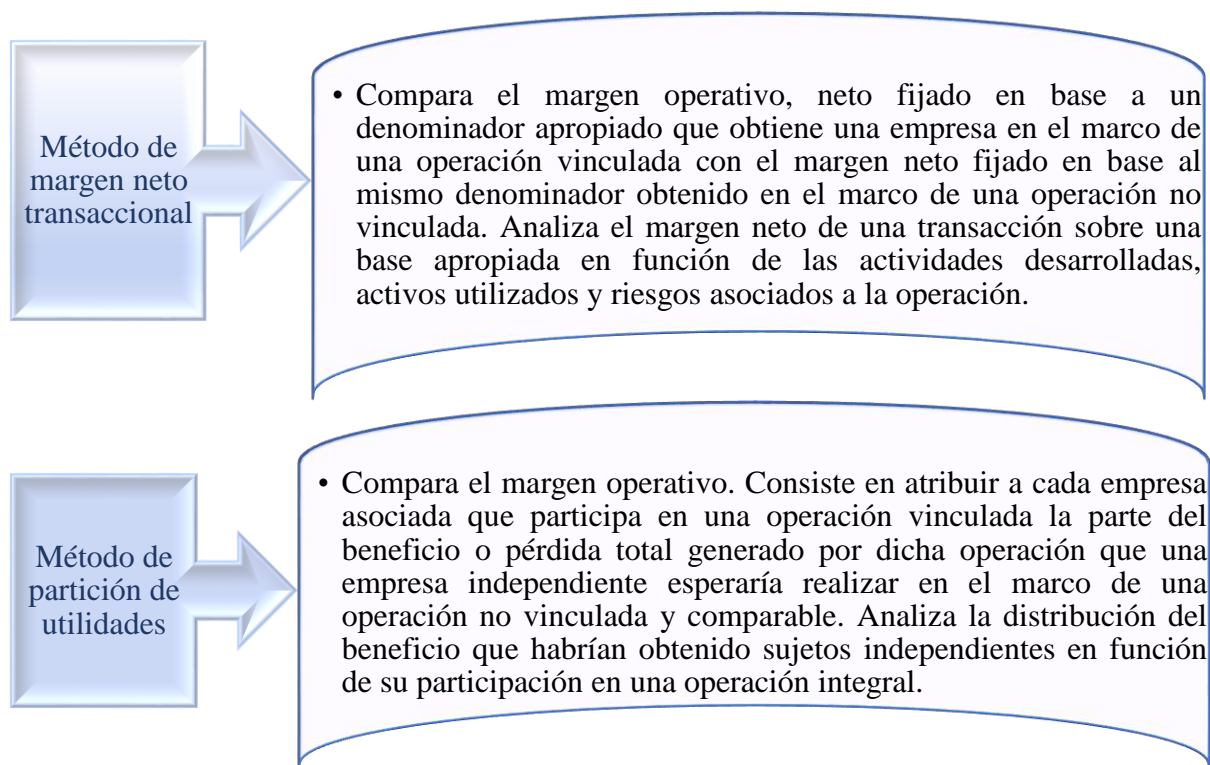 Método de
margen neto
transaccional
• Compara el margen operativo, neto fijado en base a un
denominador apropiado que obtiene una empresa en el marco de
una operación vinculada con el margen neto fijado en base al
mismo denominador obtenido en el marco de una operación no
vinculada. Analiza el margen neto de una transacción sobre una
base apropiada en función de las actividades desarrolladas,
activos utilizados y riesgos asociados a la operación.
Método de
partición de
utilidades
• Compara el margen operativo. Consiste en atribuir a cada empresa
asociada que participa en una operación vinculada la parte del
beneficio o pérdida total generado por dicha operación que una
empresa independiente esperaría realizar en el marco de una
operación no vinculada y comparable. Analiza la distribución del
beneficio que habrían obtenido sujetos independientes en función
de su participación en una operación integral.